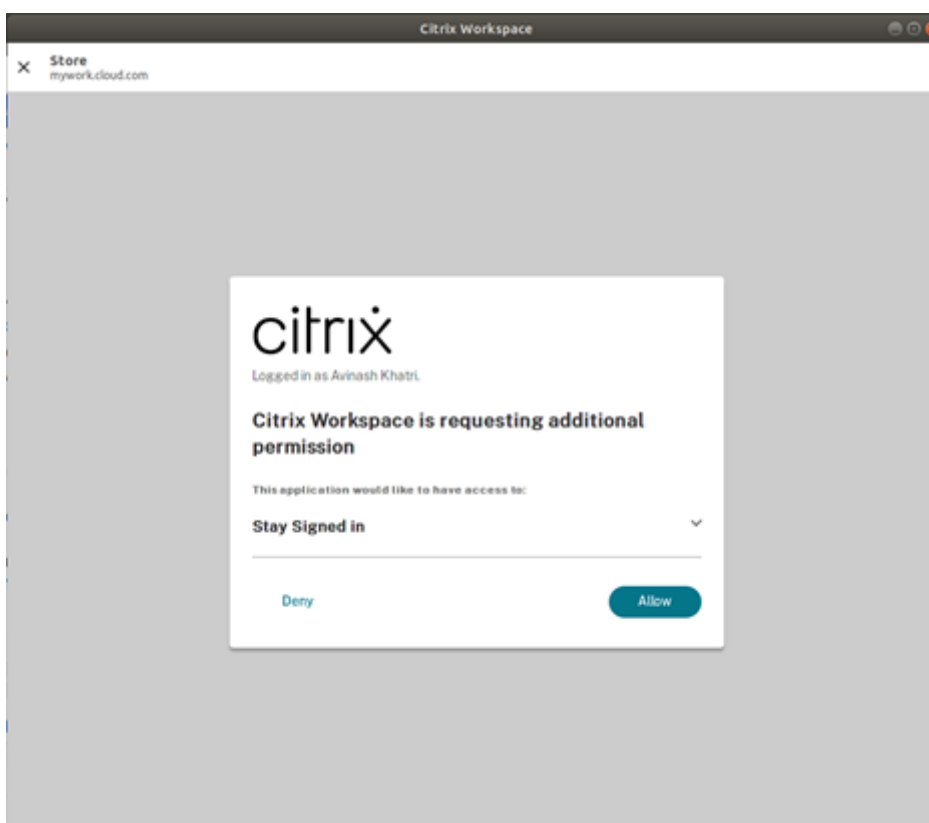 Citrix Workspace
Store
mywork.cloud.com
citrix
Logged in as Avinash Khatri.
Citrix Workspace is requesting additional
permission
This application would like to have access to:
Stay Signed in
Deny
Allow